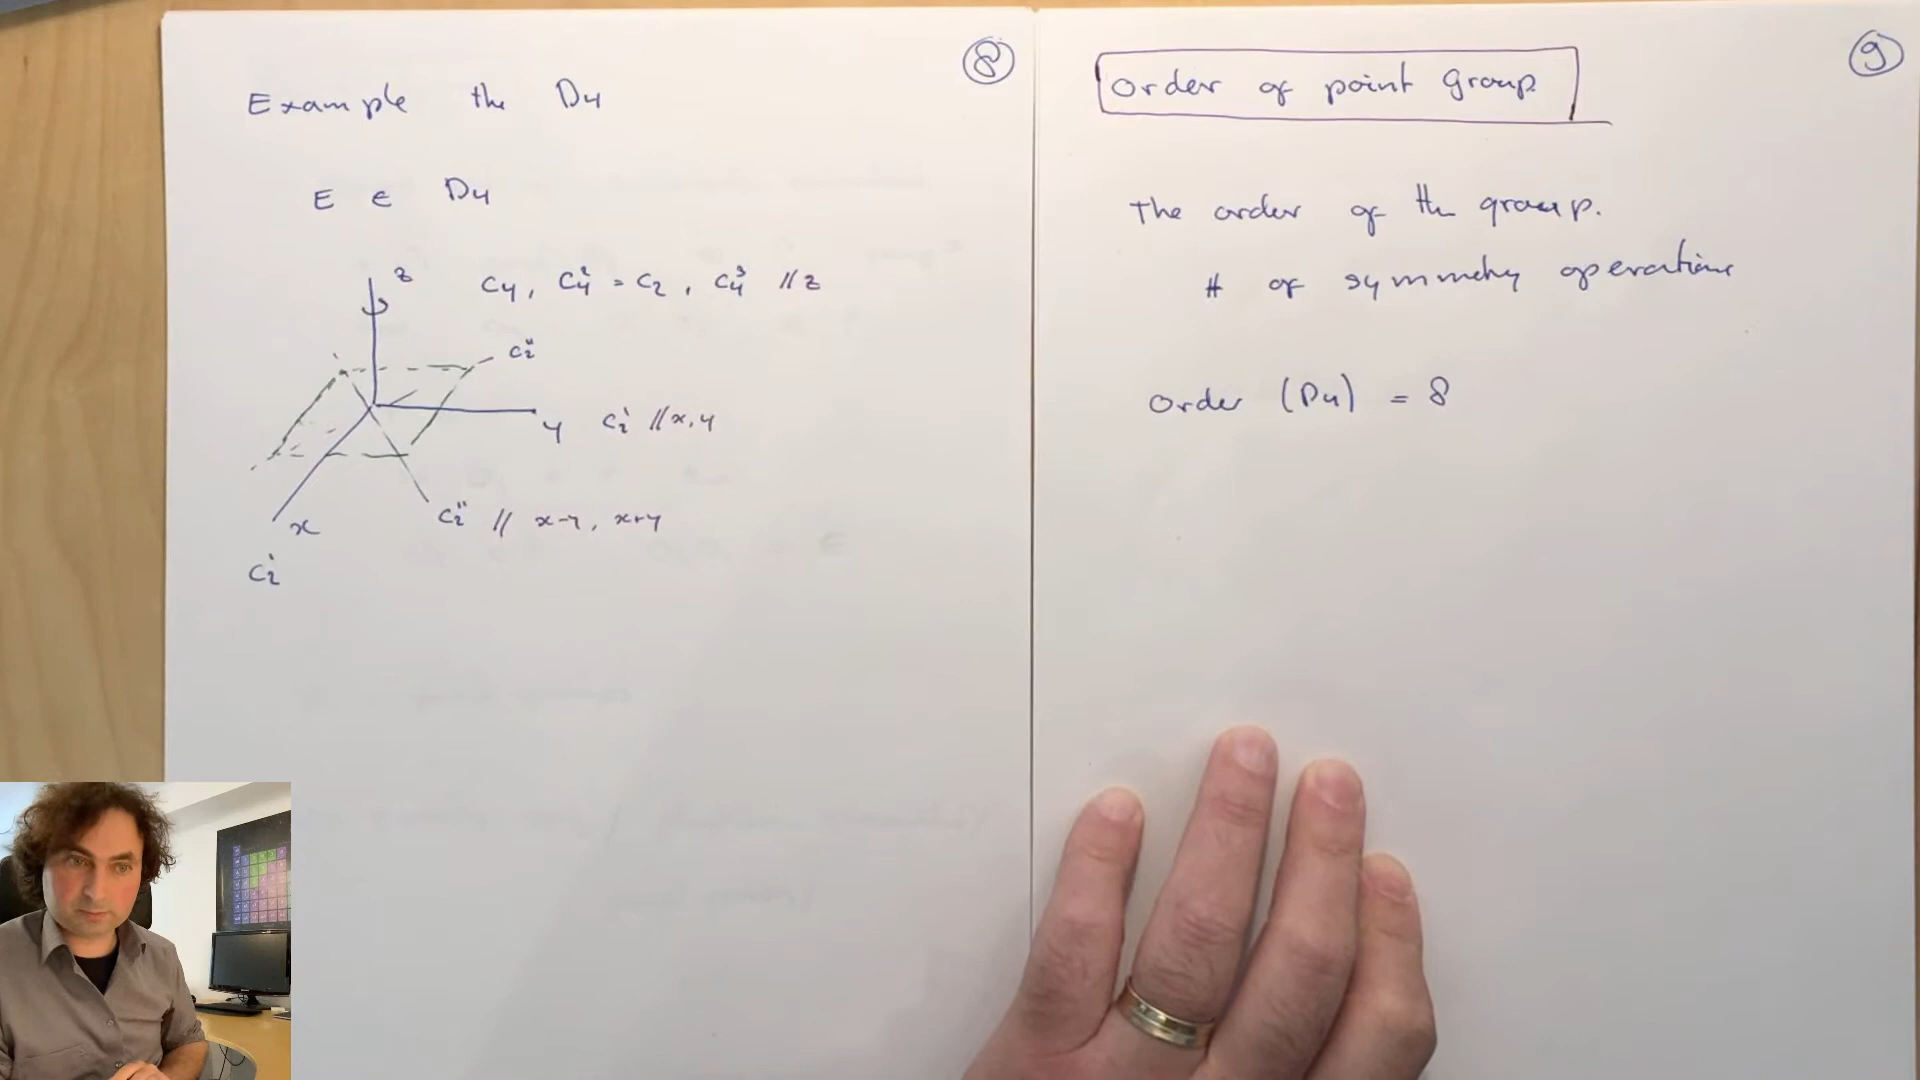 8
Example the D4
E ∈ D4
z
C4, C4² = C2, C4³ // z
C2''
y C2' // x, y
C2'' // x-y, x+y
x
C2'
9
Order of point Group
The order of the group.
# of symmetry operations
Order (D4) = 8